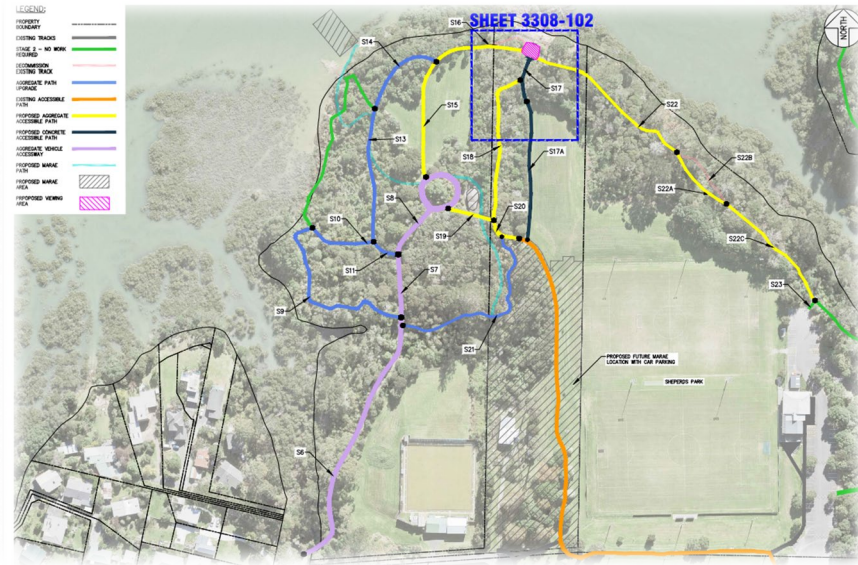 LEGEND:
PROPERTY
BOUNDARY
EXISTING TRACKS
STAGE 2 - NO WORK
REQUIRED
DECOMMISSION
EXISTING TRACK
AGGREGATE PATH
UPGRADE
EXISTING ACCESSIBLE
PATH
PROPOSED AGGREGATE
ACCESSIBLE PATH
PROPOSED CONCRETE
ACCESSIBLE PATH
AGGREGATE VEHICLE
ACCESSWAY
PROPOSED MARAE
PATH
PROPOSED MARAE
AREA
PROPOSED VIEWING
AREA
SHEET 3308-102
NORTH
S16
S14
S17
S15
S13
S22
S18
S17A
S22B
S22A
S8
S20
S10
S19
S22C
S11
S7
S23
S9
S21
PROPOSED FUTURE MARAE
LOCATION WITH CAR PARKING
SHEPERDS PARK
S6